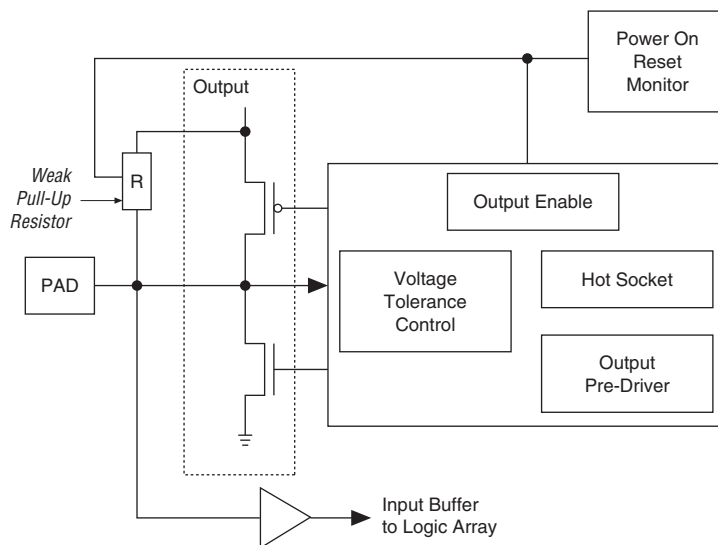 Power On
Reset
Monitor
Output
Weak
Pull-Up
Resistor
R
Output Enable
PAD
Voltage
Tolerance
Control
Hot Socket
Output
Pre-Driver
Input Buffer
to Logic Array